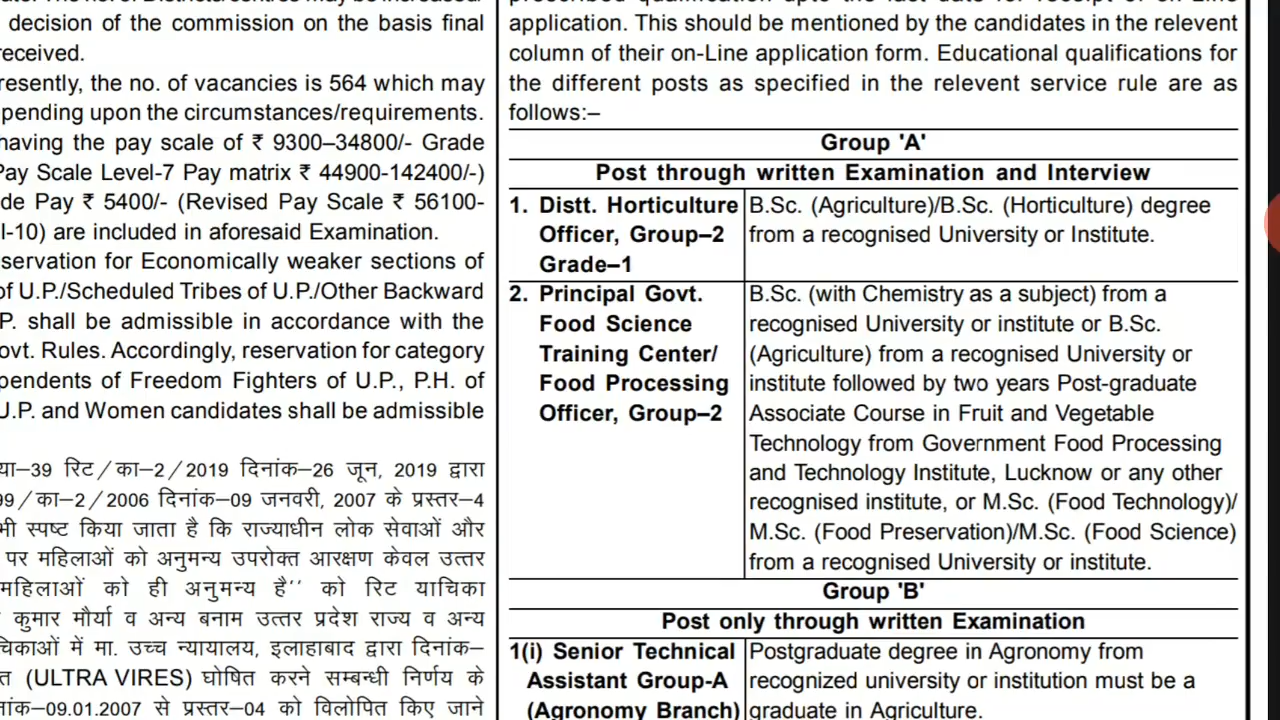 decision of the commission on the basis final
received.
resently, the no. of vacancies is 564 which may
pending upon the circumstances/requirements.
having the pay scale of ₹ 9300–34800/- Grade
Pay Scale Level-7 Pay matrix ₹ 44900-142400/-)
de Pay ₹ 5400/- (Revised Pay Scale ₹ 56100-
l-10) are included in aforesaid Examination.
servation for Economically weaker sections of
of U.P./Scheduled Tribes of U.P./Other Backward
P. shall be admissible in accordance with the
ovt. Rules. Accordingly, reservation for category
pendents of Freedom Fighters of U.P., P.H. of
U.P. and Women candidates shall be admissible
या–39 रिट/का–2/2019 दिनांक–26 जून, 2019 द्वारा
99/का–2/2006 दिनांक–09 जनवरी, 2007 के प्रस्तर–4
भी स्पष्ट किया जाता है कि राज्याधीन लोक सेवाओं और
पर महिलाओं को अनुमन्य उपरोक्त आरक्षण केवल उत्तर
महिलाओं को ही अनुमन्य है'' को रिट याचिका
कुमार मौर्या व अन्य बनाम उत्तर प्रदेश राज्य व अन्य
चिकाओं में मा. उच्च न्यायालय, इलाहाबाद द्वारा दिनांक–
त (ULTRA VIRES) घोषित करने सम्बन्धी निर्णय के
नांक–09.01.2007 से प्रस्तर–04 को विलोपित किए जाने
prescribed qualification upto the last date for receipt of on-Line
application. This should be mentioned by the candidates in the relevent
column of their on-Line application form. Educational qualifications for
the different posts as specified in the relevent service rule are as
follows:–
Group 'A'
Post through written Examination and Interview
1. Distt. Horticulture
Officer, Group–2
Grade–1
B.Sc. (Agriculture)/B.Sc. (Horticulture) degree
from a recognised University or Institute.
2. Principal Govt.
Food Science
Training Center/
Food Processing
Officer, Group–2
B.Sc. (with Chemistry as a subject) from a
recognised University or institute or B.Sc.
(Agriculture) from a recognised University or
institute followed by two years Post-graduate
Associate Course in Fruit and Vegetable
Technology from Government Food Processing
and Technology Institute, Lucknow or any other
recognised institute, or M.Sc. (Food Technology)/
M.Sc. (Food Preservation)/M.Sc. (Food Science)
from a recognised University or institute.
Group 'B'
Post only through written Examination
1(i) Senior Technical
Assistant Group-A
(Agronomy Branch)
Postgraduate degree in Agronomy from
recognized university or institution must be a
graduate in Agriculture.